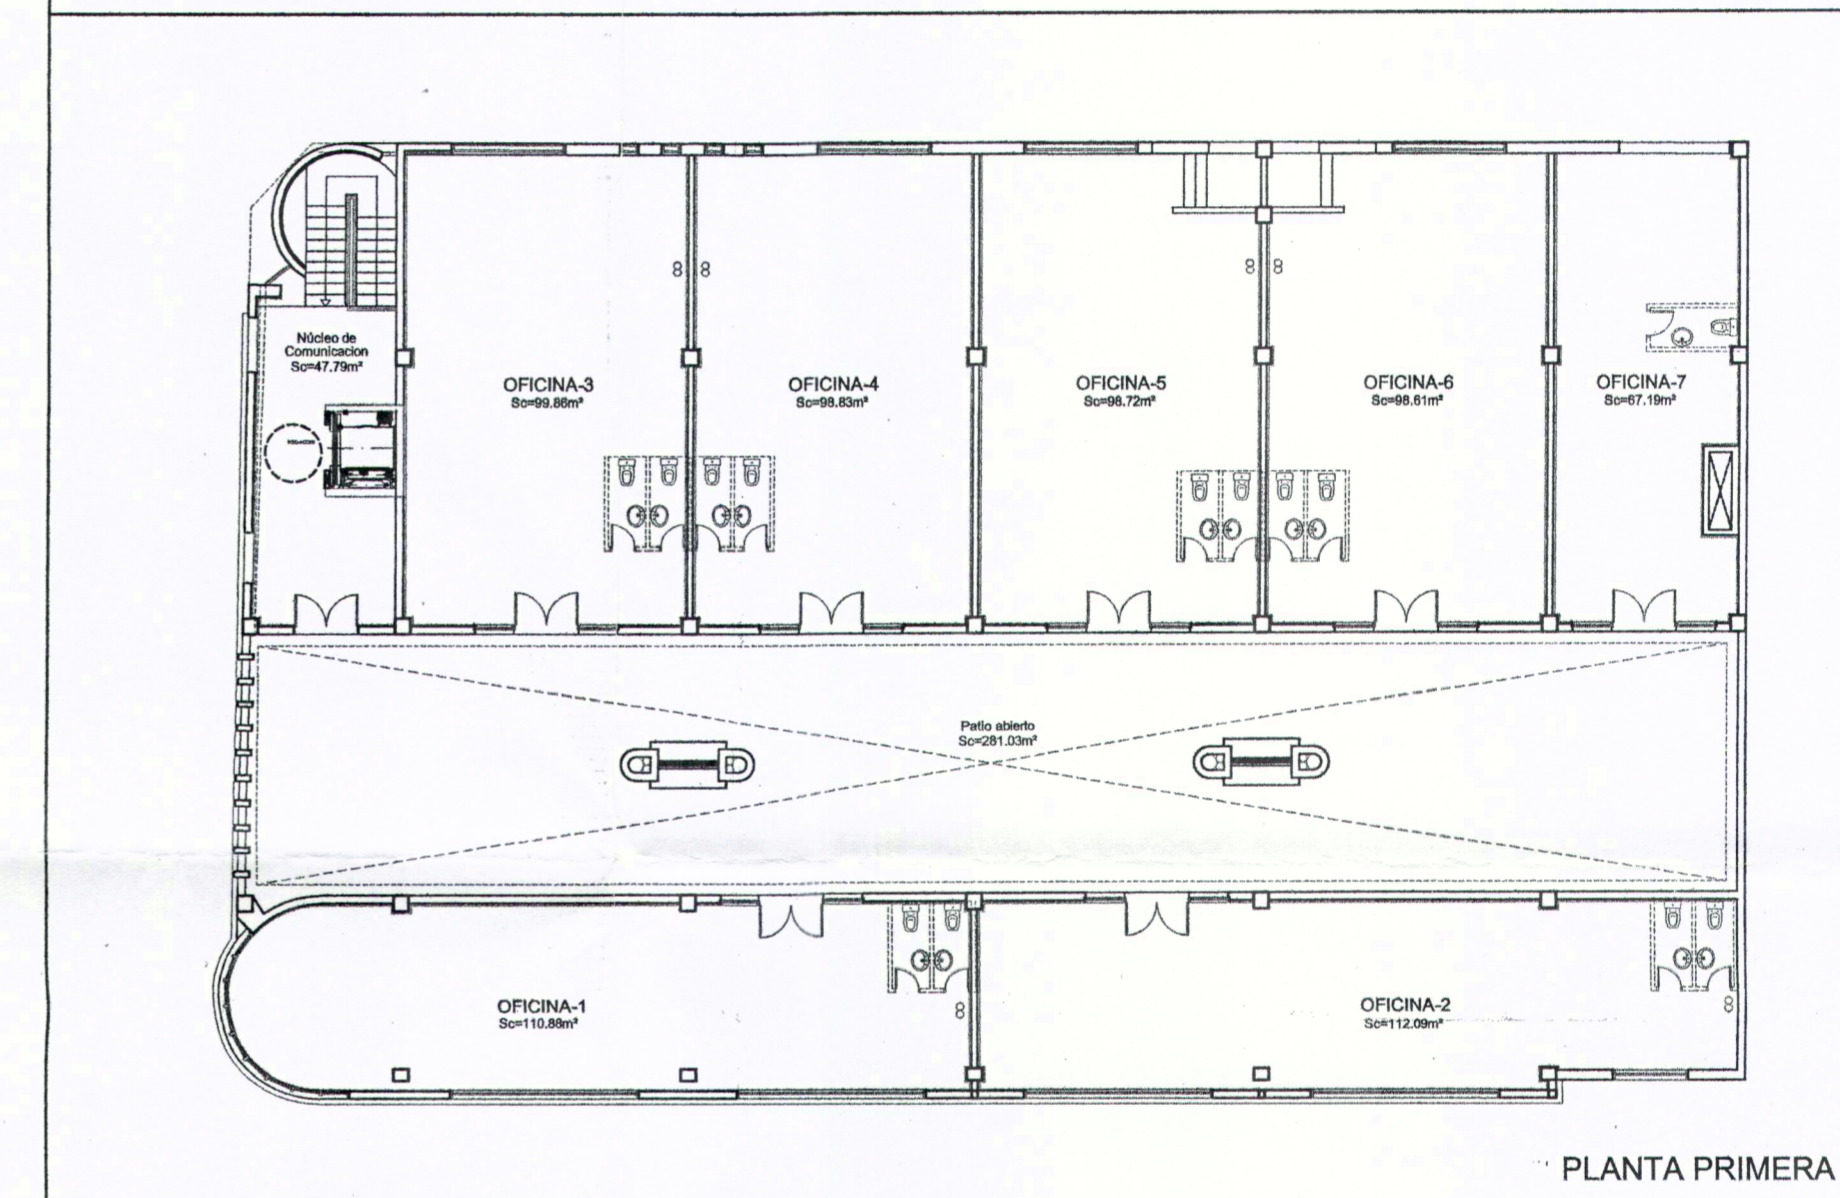 Núcleo de
Comunicacion
Sc=47.79m²
OFICINA-3
Sc=99.86m²
OFICINA-4
Sc=98.83m²
OFICINA-5
Sc=98.72m²
OFICINA-6
Sc=98.61m²
OFICINA-7
Sc=67.19m²
Patio abierto
Sc=281.03m²
OFICINA-1
Sc=110.88m²
OFICINA-2
Sc=112.09m²
PLANTA PRIMERA